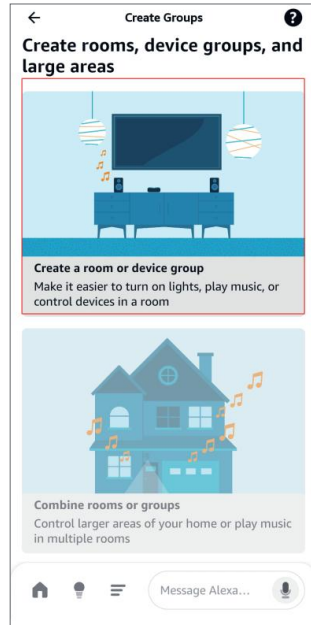 Create Groups
?
Create rooms, device groups, and
large areas
Create a room or device group
Make it easier to turn on lights, play music, or
control devices in a room
Combine rooms or groups
Control larger areas of your home or play music
in multiple rooms
Message Alexa...